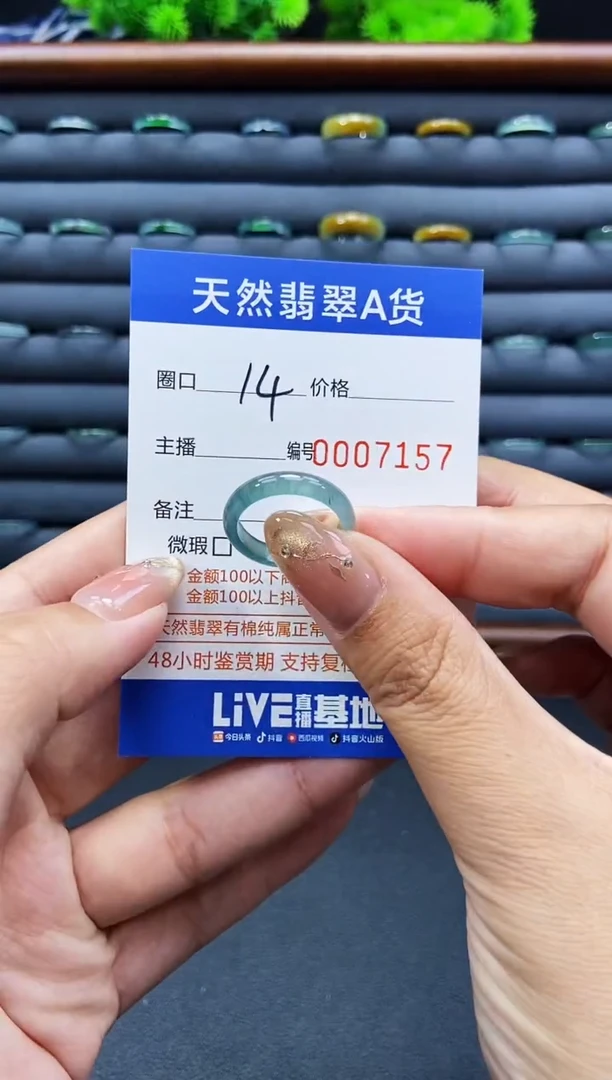 天然翡翠A货
圈口 14 价格
主播 编号0007157
备注
微瑕
金额100以下
金额100以上抖音
天然翡翠有棉纯属正常
48小时鉴赏期 支持复检
LiVE直播基地
今日头条 抖音 西瓜视频 抖音火山版